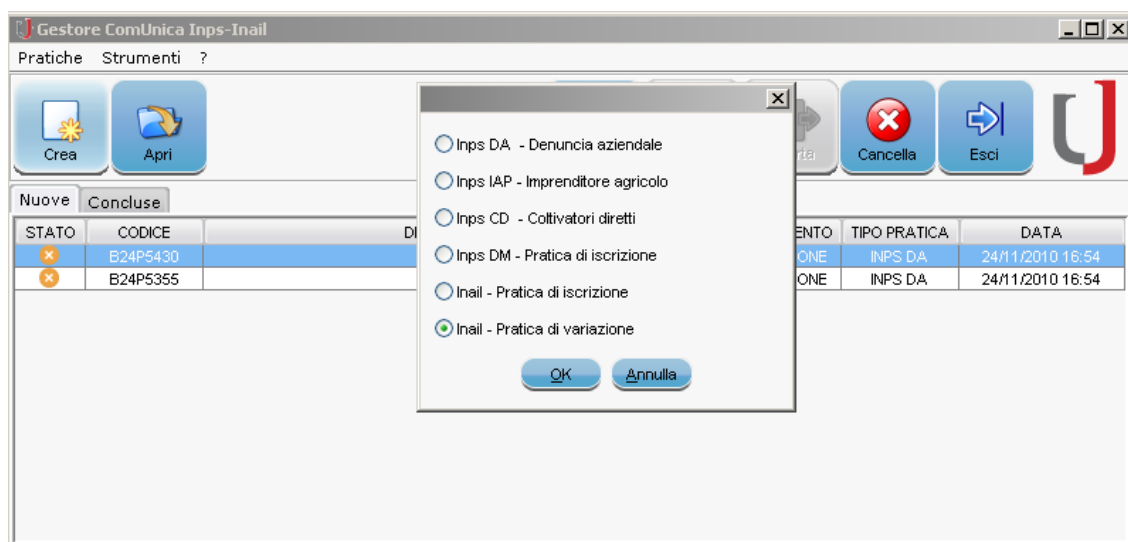 Gestore ComUnica Inps-Inail
Pratiche Strumenti ?
Crea
Apri
Cancella
Esci
Inps DA - Denuncia aziendale
Inps IAP - Imprenditore agricolo
Inps CD - Coltivatori diretti
Inps DM - Pratica di iscrizione
Inail - Pratica di iscrizione
Inail - Pratica di variazione
OK Annulla
Nuove Concluse
STATO CODICE TIPO PRATICA DATA
B24P5430 INPS DA 24/11/2010 16:54
B24P5355 INPS DA 24/11/2010 16:54